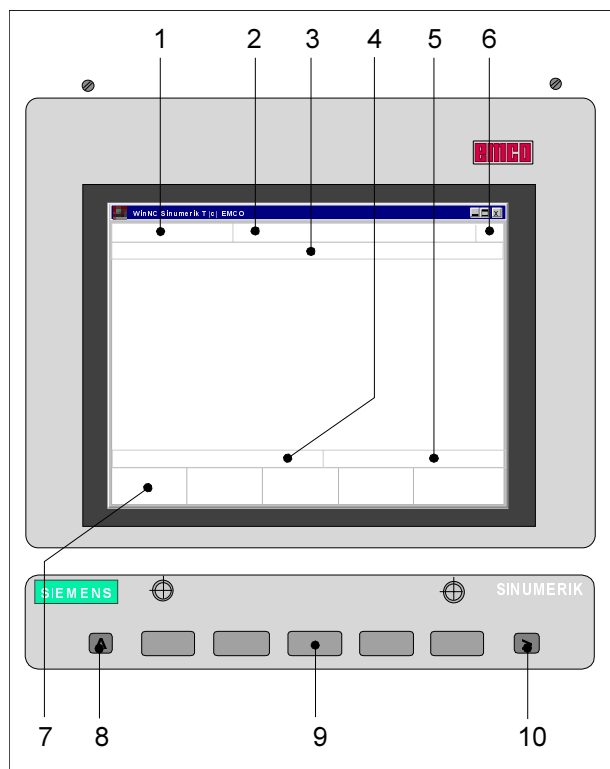 1 2 3 4 5 6
emco
WinNC Sinumerik T |c| EMCO
SIEMENS
SINUMERIK
7 8 9 10